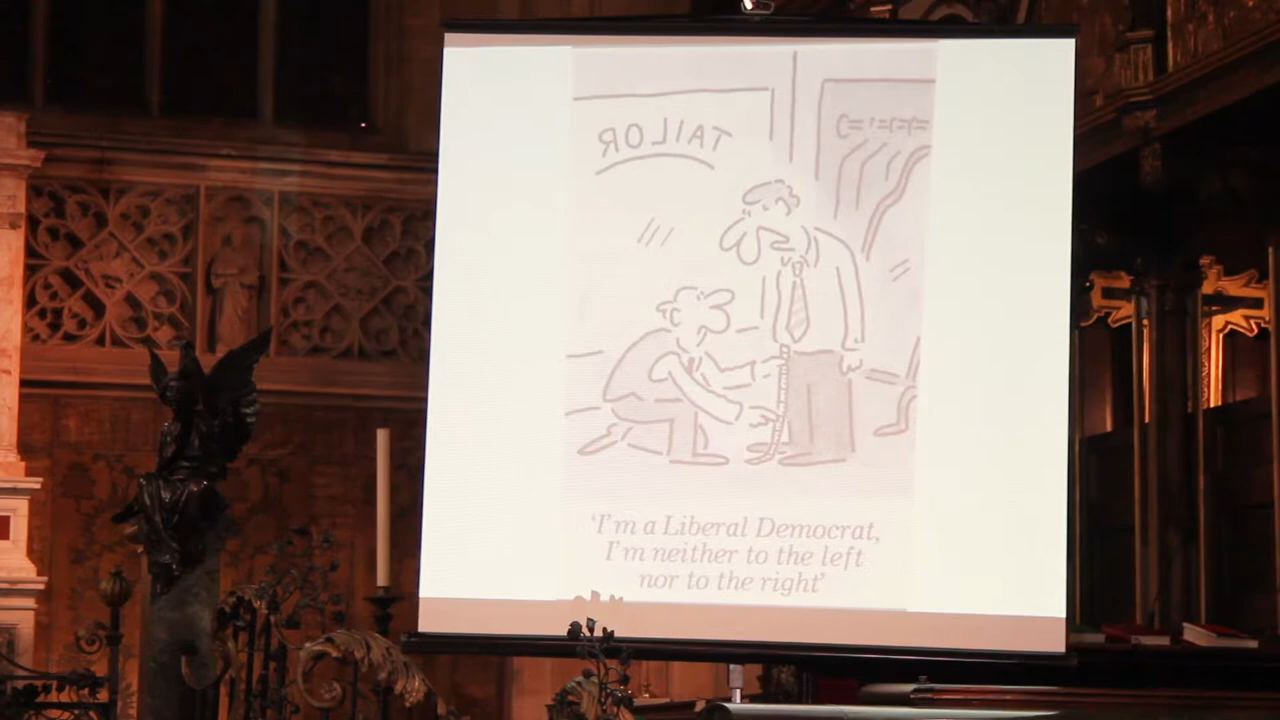 TAILOR
'I'm a Liberal Democrat,
I'm neither to the left
nor to the right'